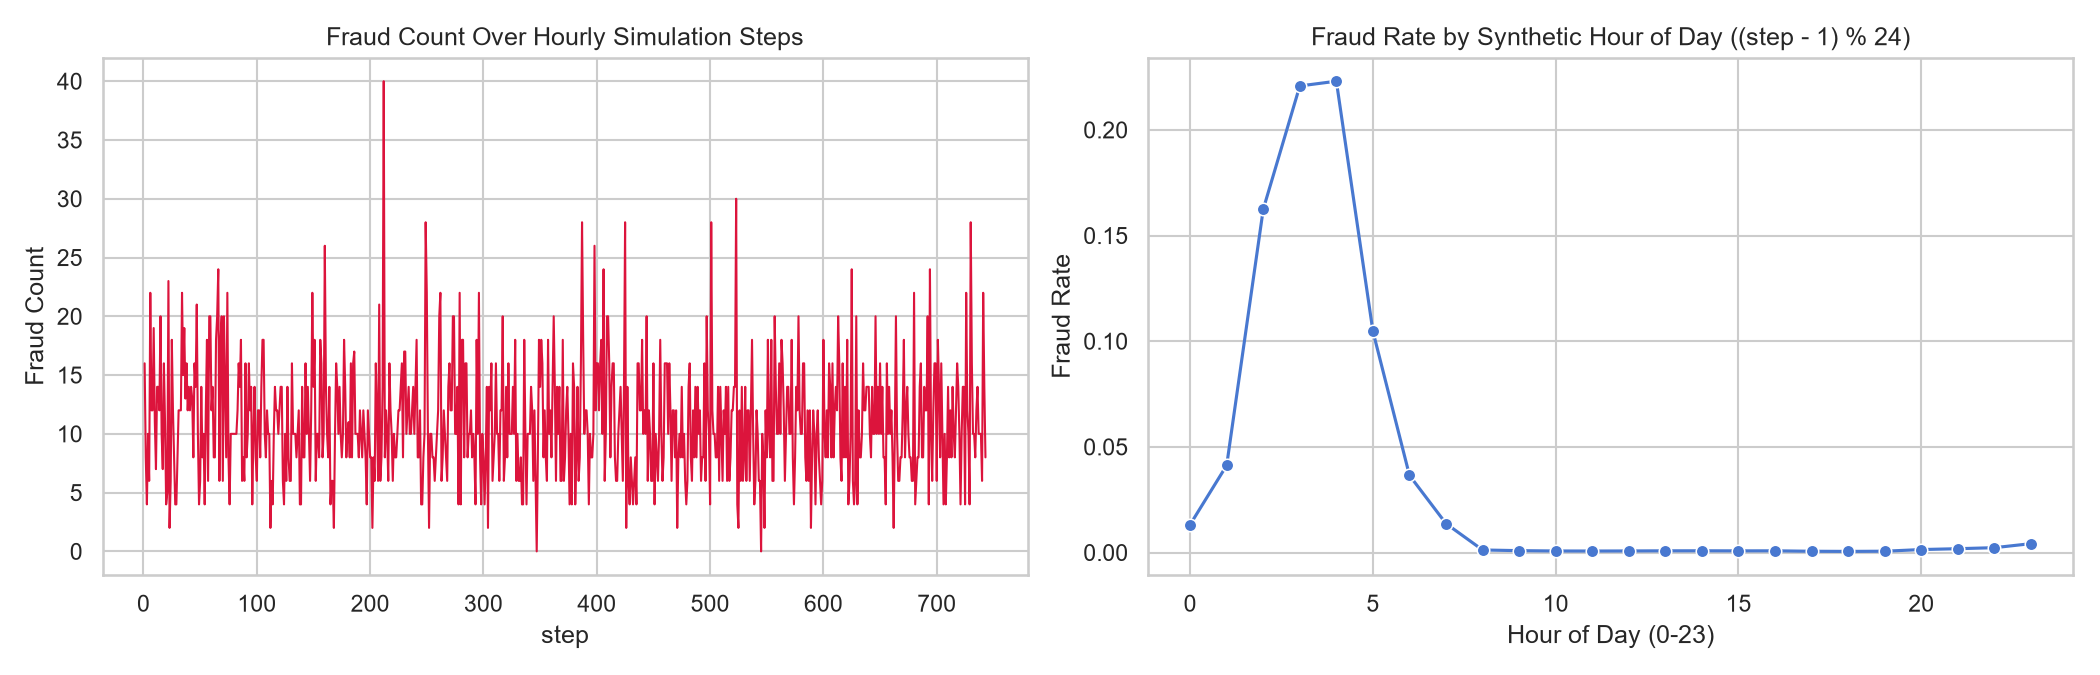 Fraud Count Over Hourly Simulation Steps
Fraud Count
40
35
30
25
20
15
10
5
0
0 100 200 300 400 500 600 700
step
Fraud Rate by Synthetic Hour of Day ((step - 1) % 24)
Fraud Rate
0.20
0.15
0.10
0.05
0.00
0 5 10 15 20
Hour of Day (0-23)